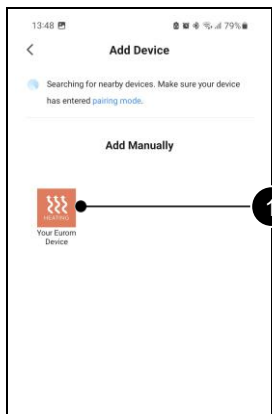 13:48 79%
Add Device
Searching for nearby devices. Make sure your device
has entered pairing mode.
Add Manually
1
HEATING
Your Eurom
Device